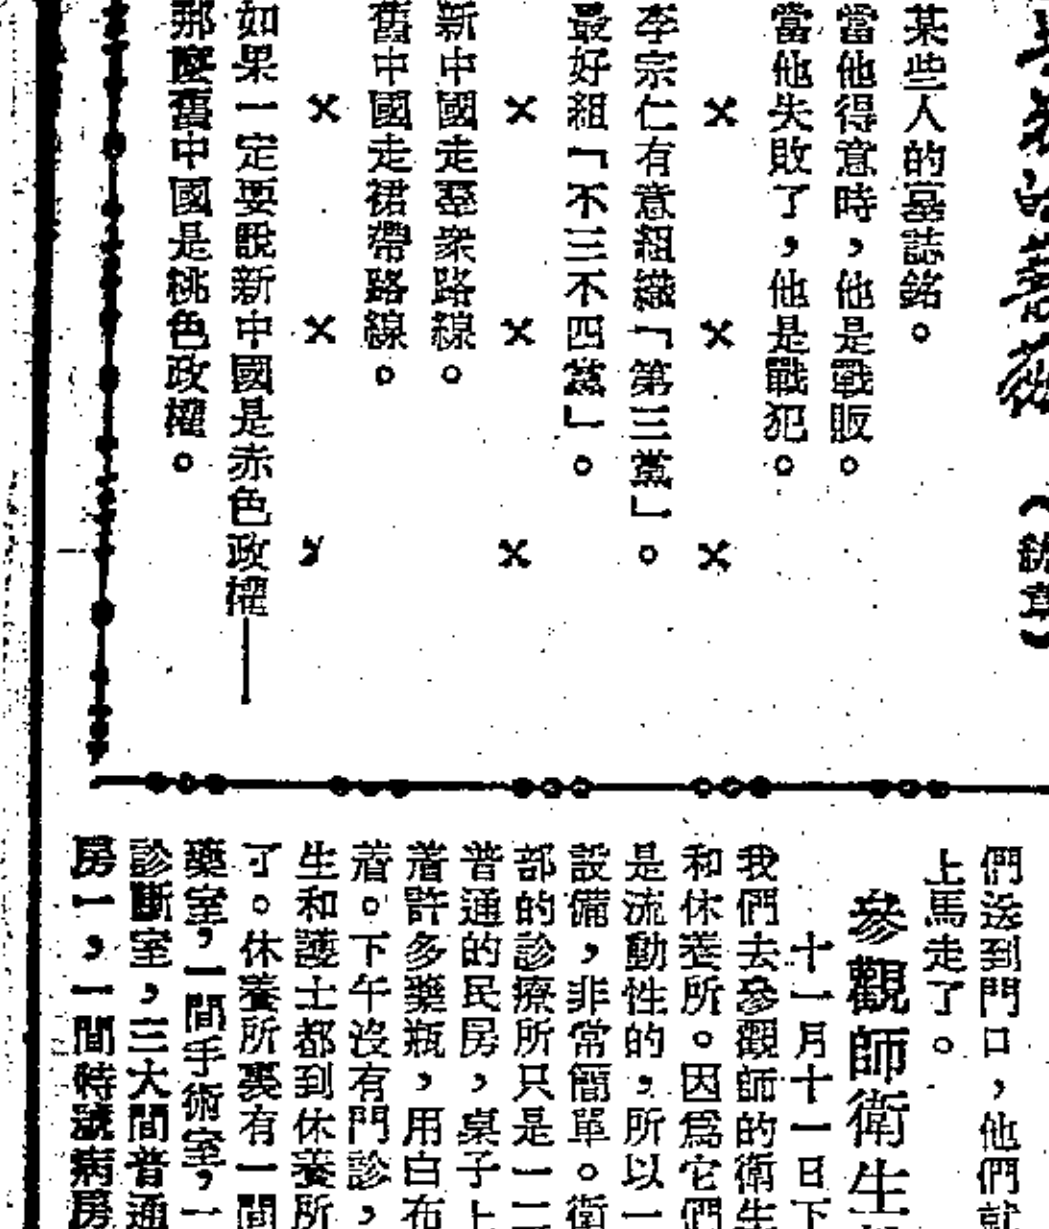 的薔薇
某些人的墓誌銘。
當他得意時，他是戰販。
當他失敗了，他是戰犯。
×　×　×
李宗仁有意組織「第三黨」。
最好組「不三不四黨」。
×　×　×
新中國走羣衆路線。
舊中國走裙帶路線。
×　×　×
如果一定要說新中國是赤色政權——
那麼舊中國是桃色政權。
們送到門口，他們就
上馬走了。
參觀師衛生
十一月十一日下
我們去參觀師的衛生
和休養所。因爲它們
是流動性的，所以一
設備，非常簡單。衛
部的診療所只是一二
普通的民房，桌子上
着許多藥瓶，用白布
着。下午沒有門診，
生和護士都到休養所
了。休養所裏有一間
藥室，一間手術室，一
診斷室，三大間普通
房一，一間特號病房